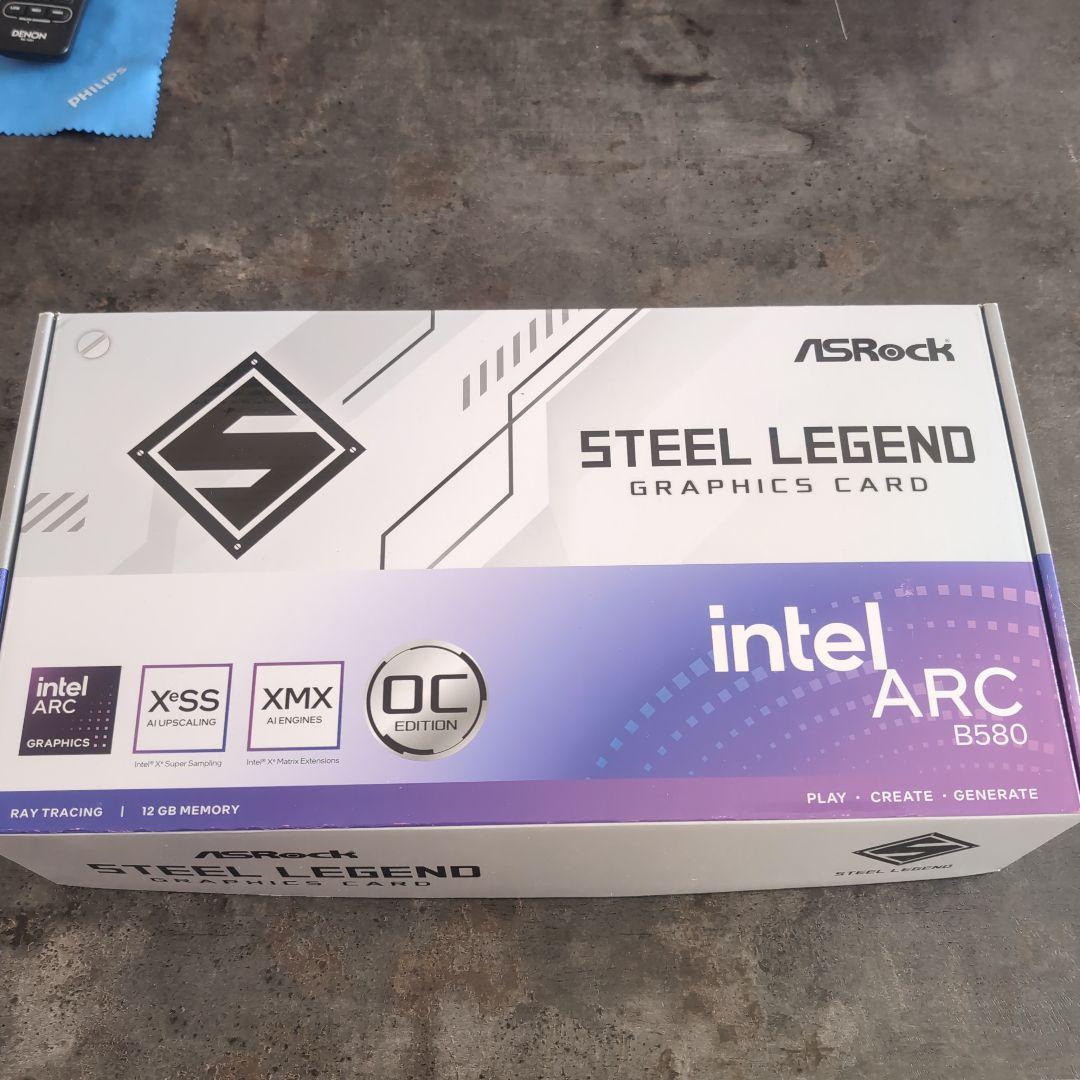 DENON
PHILIPS
ASRock
STEEL LEGEND
GRAPHICS CARD
intel
ARC
GRAPHICS
XeSS
AI UPSCALING
Intel® Xe Super Sampling
XMX
AI ENGINES
Intel® Xe Matrix Extensions
OC
EDITION
intel
ARC
B580
RAY TRACING | 12 GB MEMORY
PLAY · CREATE · GENERATE
ASRock
STEEL LEGEND
GRAPHICS CARD
STEEL LEGEND